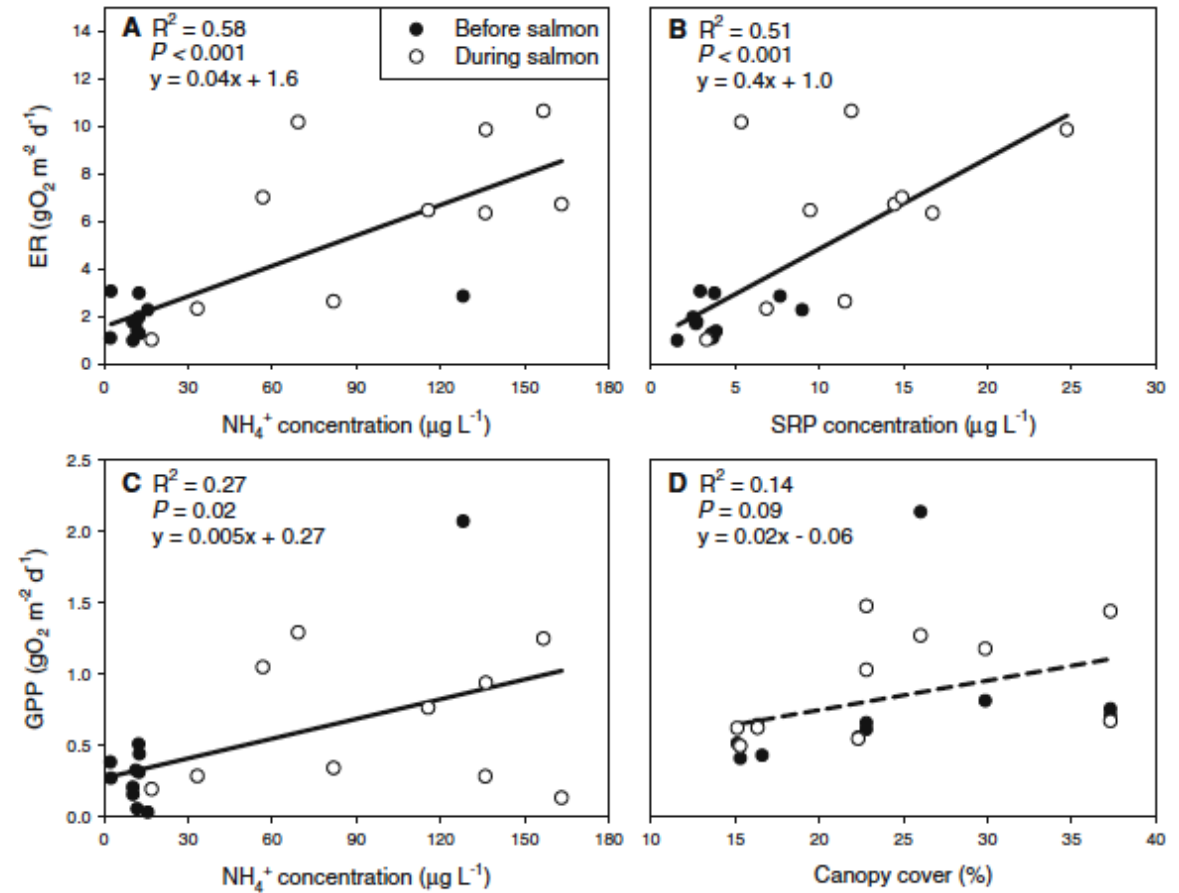 A R² = 0.58
P < 0.001
y = 0.04x + 1.6
Before salmon
During salmon
14
12
10
8
6
4
2
0
ER (gO₂ m⁻² d⁻¹)
0 30 60 90 120 150 180
NH₄⁺ concentration (µg L⁻¹)
B R² = 0.51
P < 0.001
y = 0.4x + 1.0
0 5 10 15 20 25 30
SRP concentration (µg L⁻¹)
C R² = 0.27
P = 0.02
y = 0.005x + 0.27
2.5
2.0
1.5
1.0
0.5
0.0
GPP (gO₂ m⁻² d⁻¹)
0 30 60 90 120 150 180
NH₄⁺ concentration (µg L⁻¹)
D R² = 0.14
P = 0.09
y = 0.02x - 0.06
10 15 20 25 30 35 40
Canopy cover (%)